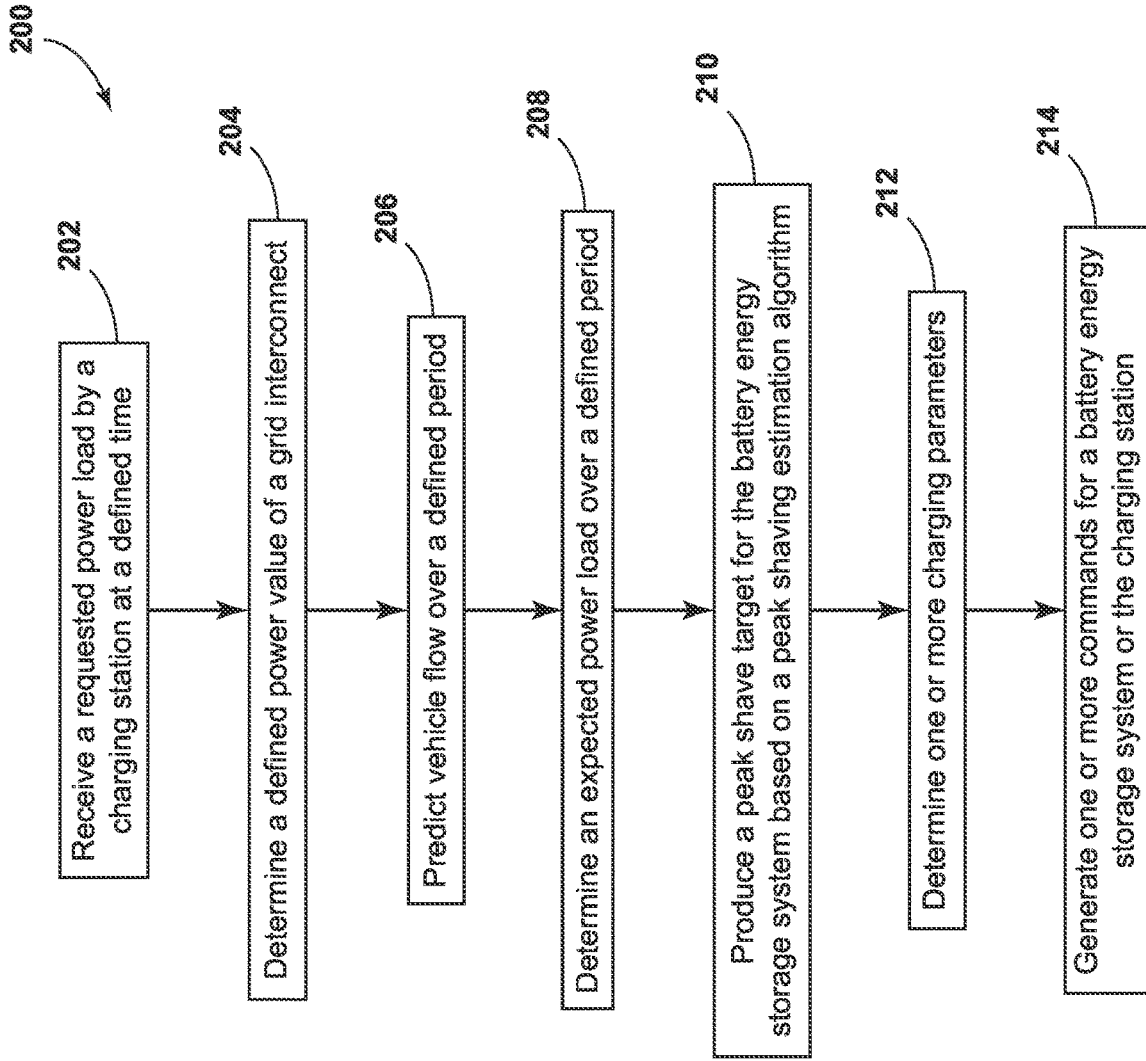 200
202
Receive a requested power load by a
charging station at a defined time
204
Determine a defined power value of a grid interconnect
206
Predict vehicle flow over a defined period
208
Determine an expected power load over a defined period
210
Produce a peak shave target for the battery energy
storage system based on a peak shaving estimation algorithm
212
Determine one or more charging parameters
214
Generate one or more commands for a battery energy
storage system or the charging station